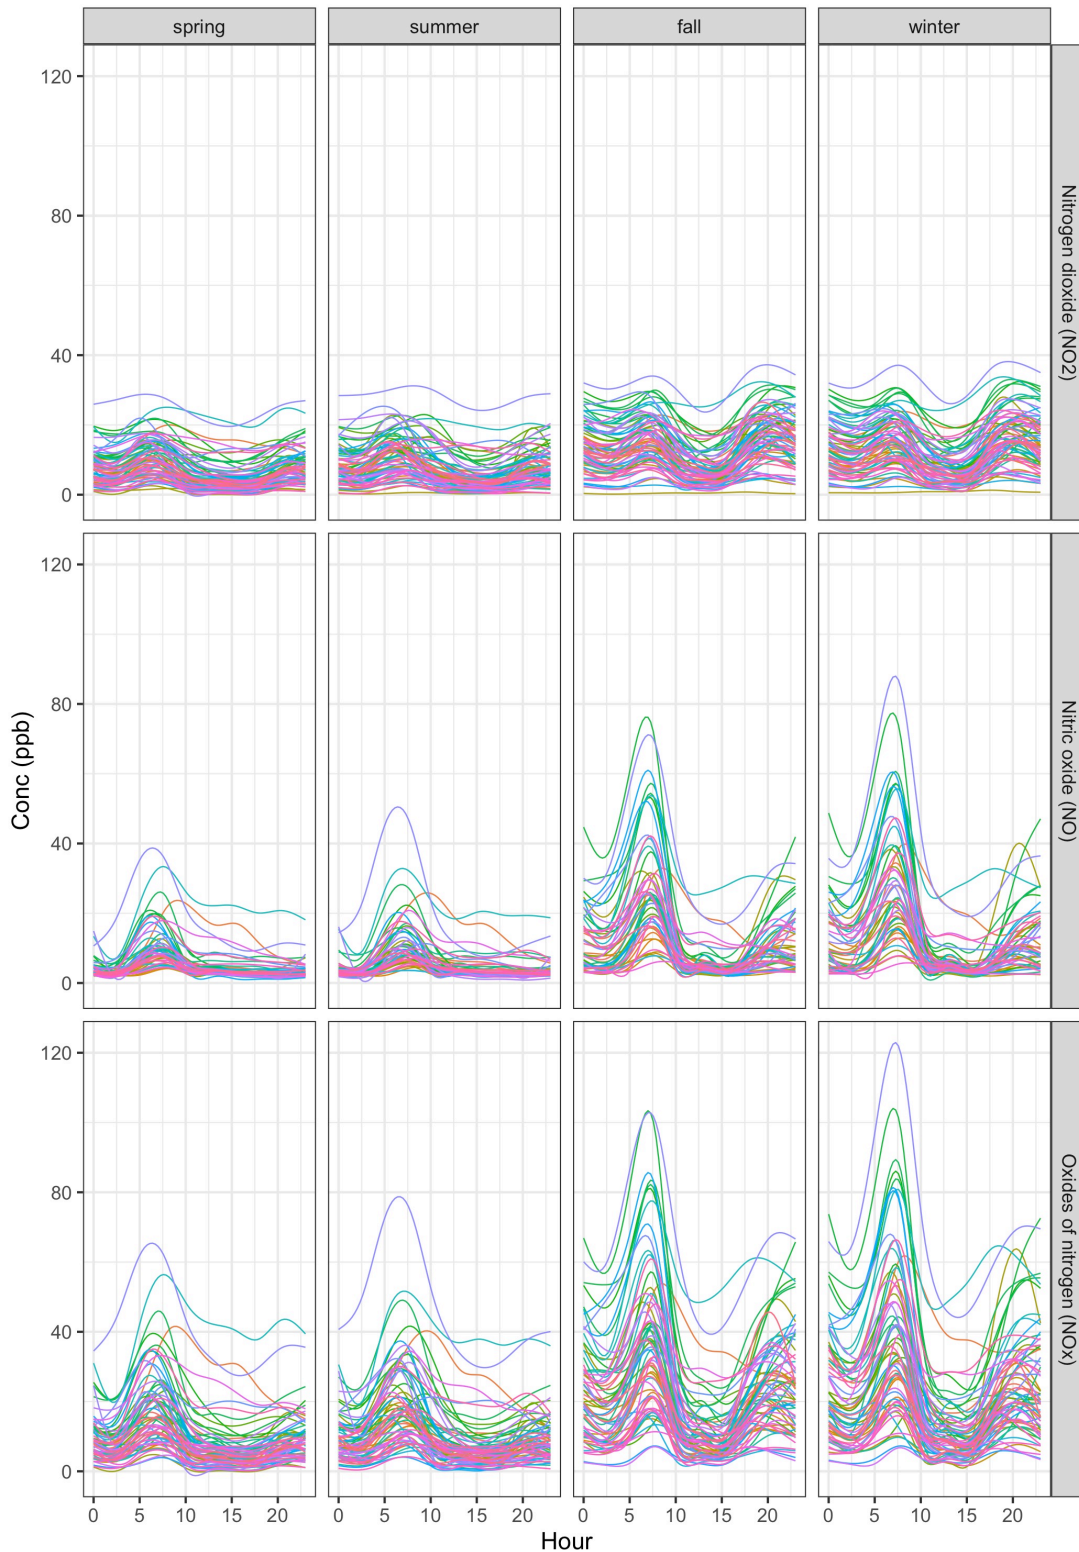 spring summer fall winter
120
80
40
0
Nitrogen dioxide (NO2)
120
80
40
0
Nitric oxide (NO)
Conc (ppb)
120
80
40
0
Oxides of nitrogen (NOx)
0 5 10 15 20 0 5 10 15 20 0 5 10 15 20 0 5 10 15 20
Hour